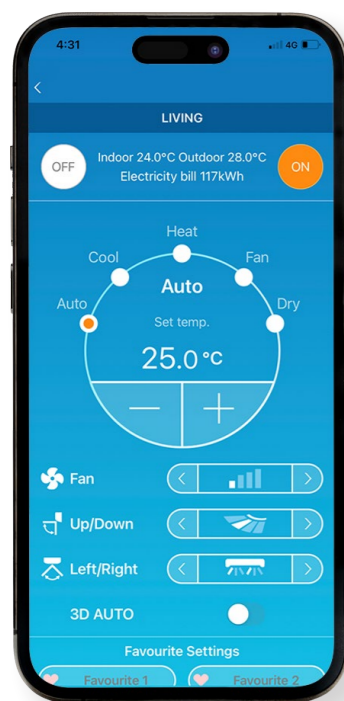 4:31
4G
LIVING
OFF
Indoor 24.0°C Outdoor 28.0°C
Electricity bill 117kWh
ON
Heat
Cool
Fan
Auto
Auto
Dry
Set temp.
25.0 °C
Fan
Up/Down
Left/Right
3D AUTO
Favourite Settings
Favourite 1
Favourite 2